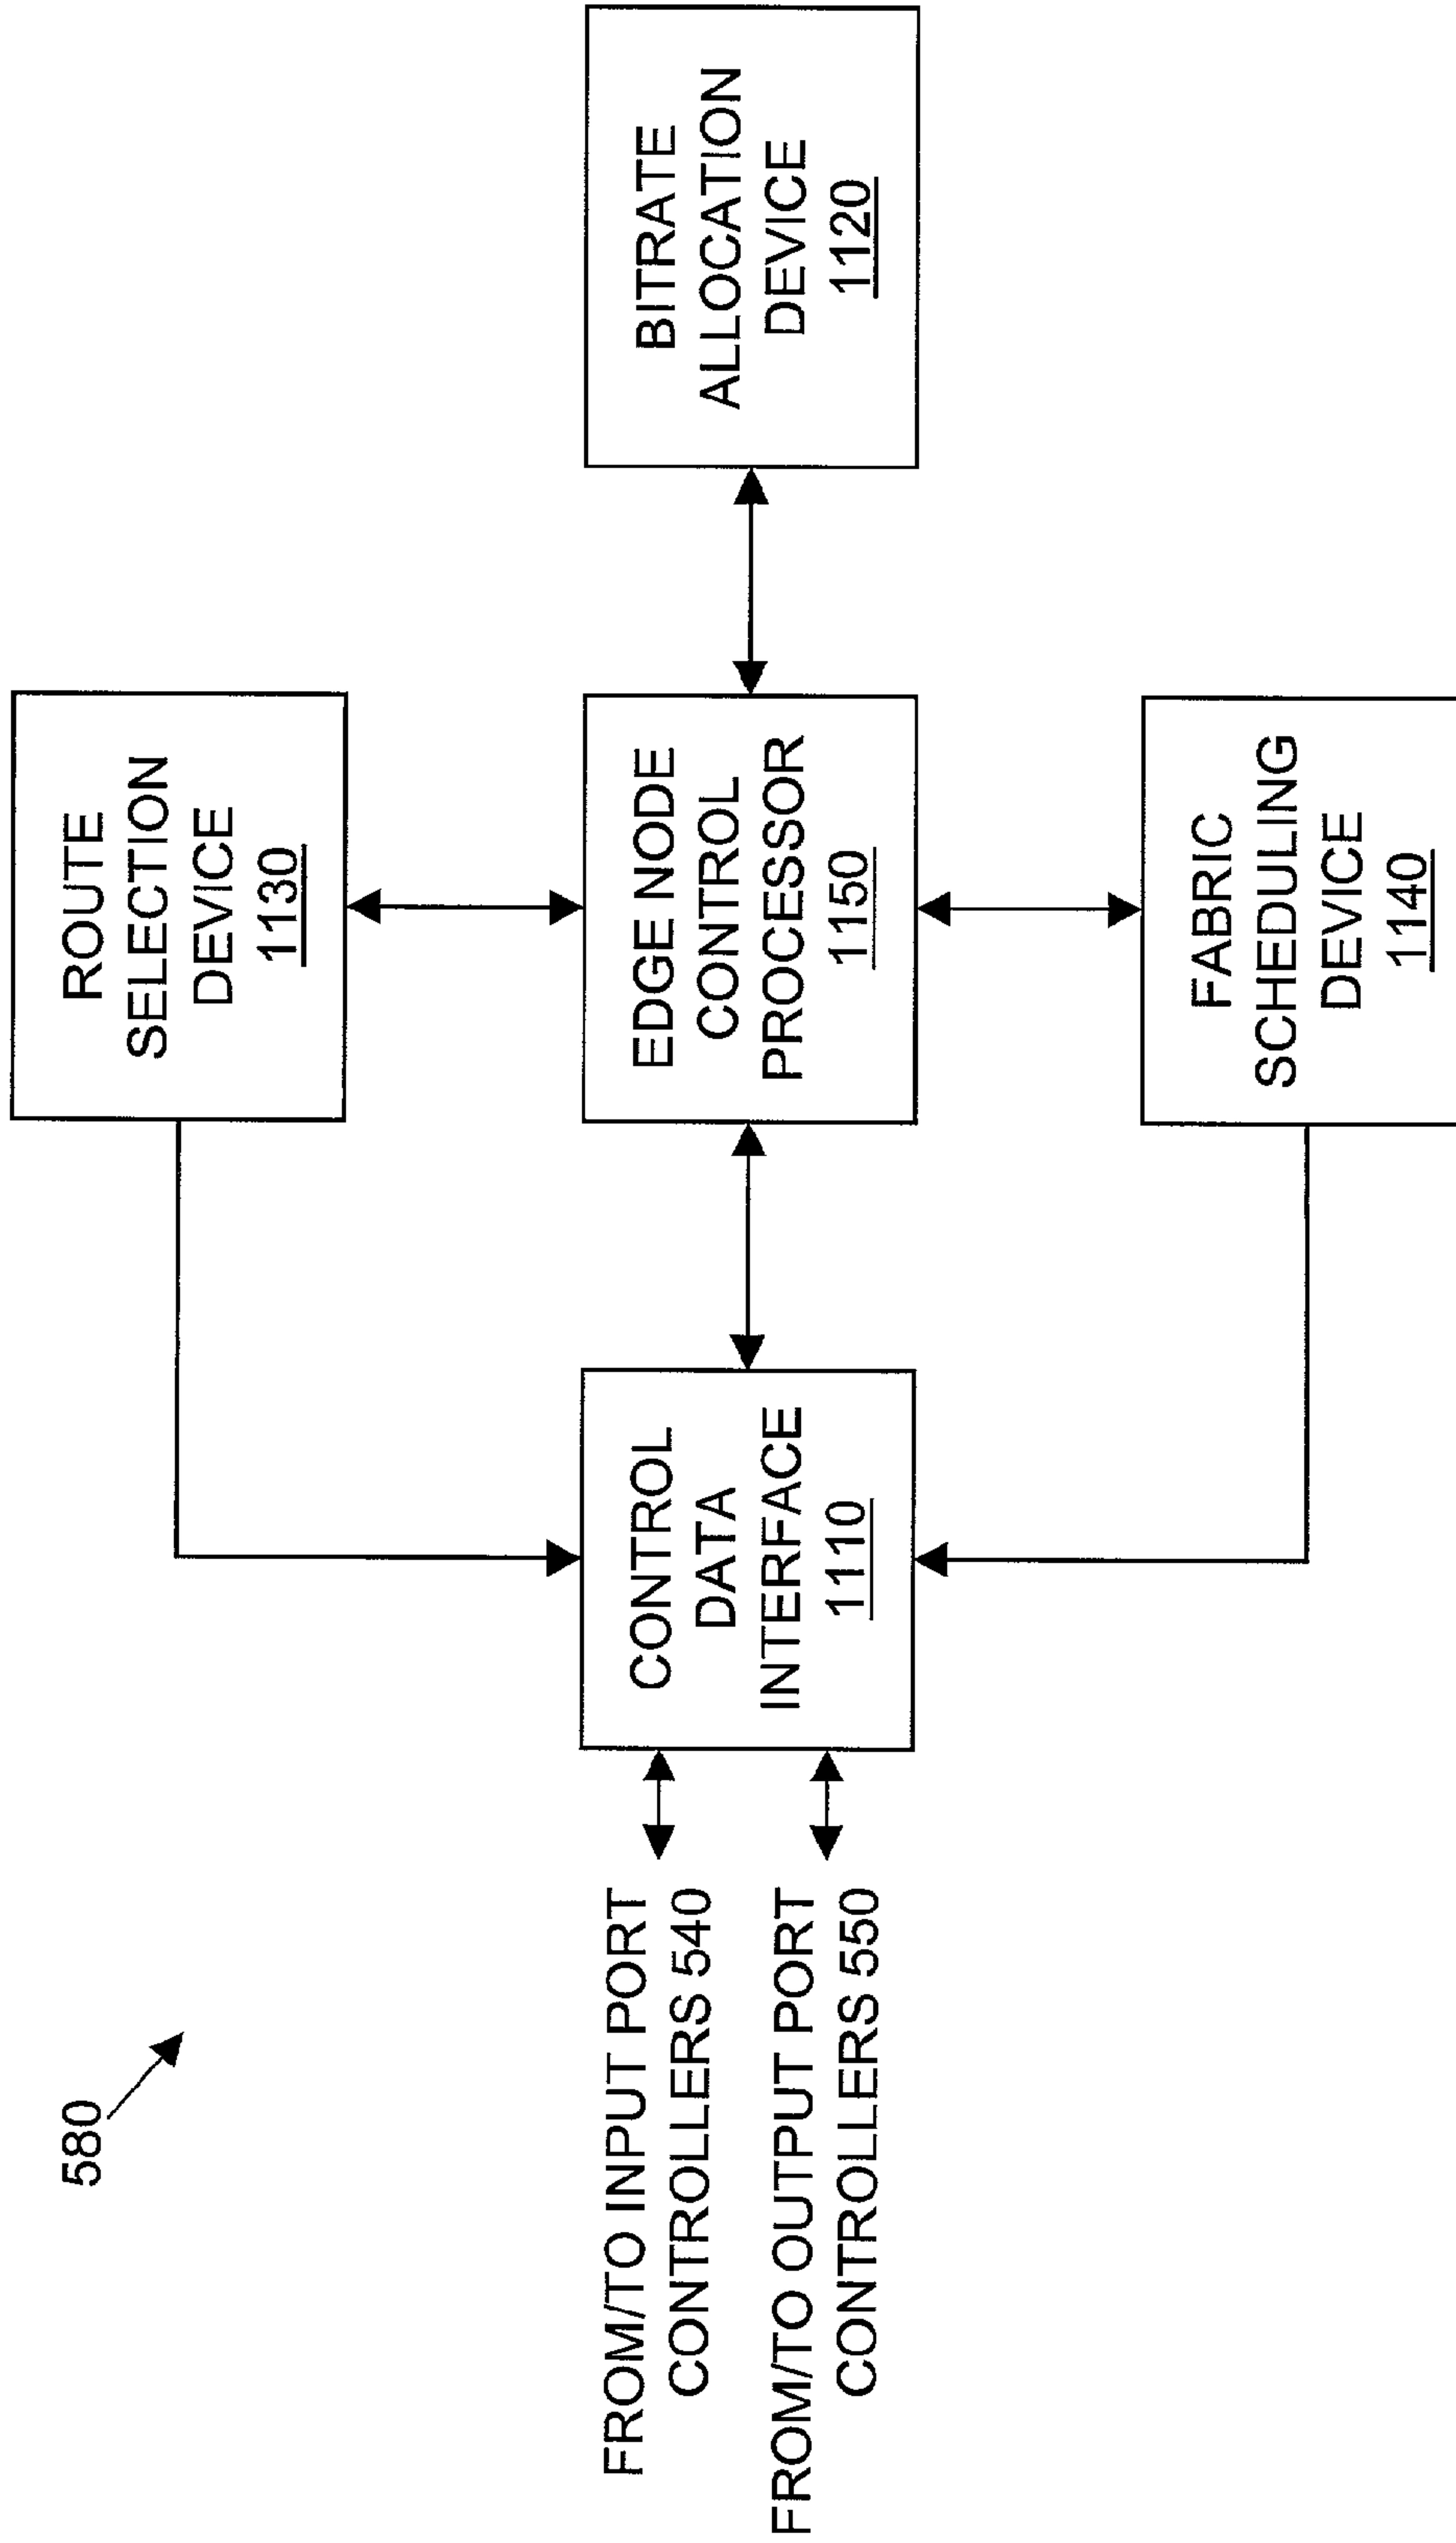 580
ROUTE
SELECTION
DEVICE
1130
FROM/TO INPUT PORT
CONTROLLERS 540
FROM/TO OUTPUT PORT
CONTROLLERS 550
CONTROL
DATA
INTERFACE
1110
EDGE NODE
CONTROL
PROCESSOR
1150
BITRATE
ALLOCATION
DEVICE
1120
FABRIC
SCHEDULING
DEVICE
1140